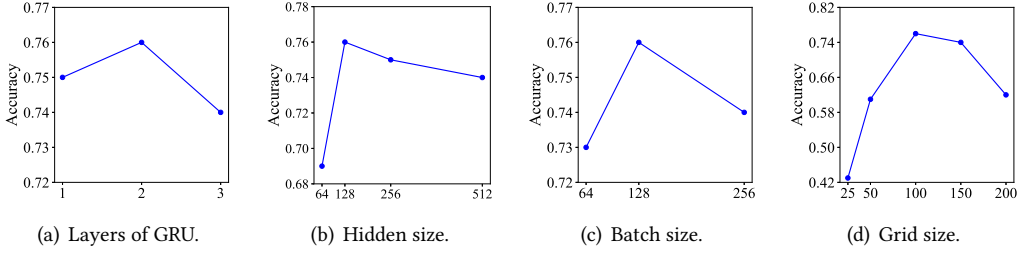 0.77
0.76
0.75
0.74
0.73
0.72
Accuracy
1 2 3
(a) Layers of GRU.
0.78
0.76
0.74
0.72
0.70
0.68
Accuracy
64 128 256 512
(b) Hidden size.
0.77
0.76
0.75
0.74
0.73
0.72
Accuracy
64 128 256
(c) Batch size.
0.82
0.74
0.66
0.58
0.50
0.42
Accuracy
25 50 100 150 200
(d) Grid size.